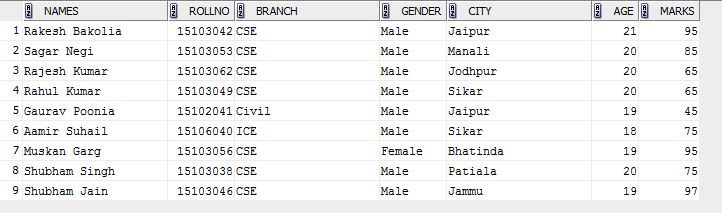 NAMES ROLLNO BRANCH GENDER CITY AGE MARKS
1 Rakesh Bakolia 15103042 CSE Male Jaipur 21 95
2 Sagar Negi 15103053 CSE Male Manali 20 85
3 Rajesh Kumar 15103062 CSE Male Jodhpur 20 65
4 Rahul Kumar 15103049 CSE Male Sikar 20 65
5 Gaurav Poonia 15102041 Civil Male Jaipur 19 45
6 Aamir Suhail 15106040 ICE Male Sikar 18 75
7 Muskan Garg 15103056 CSE Female Bhatinda 19 95
8 Shubham Singh 15103038 CSE Male Patiala 20 75
9 Shubham Jain 15103046 CSE Male Jammu 19 97